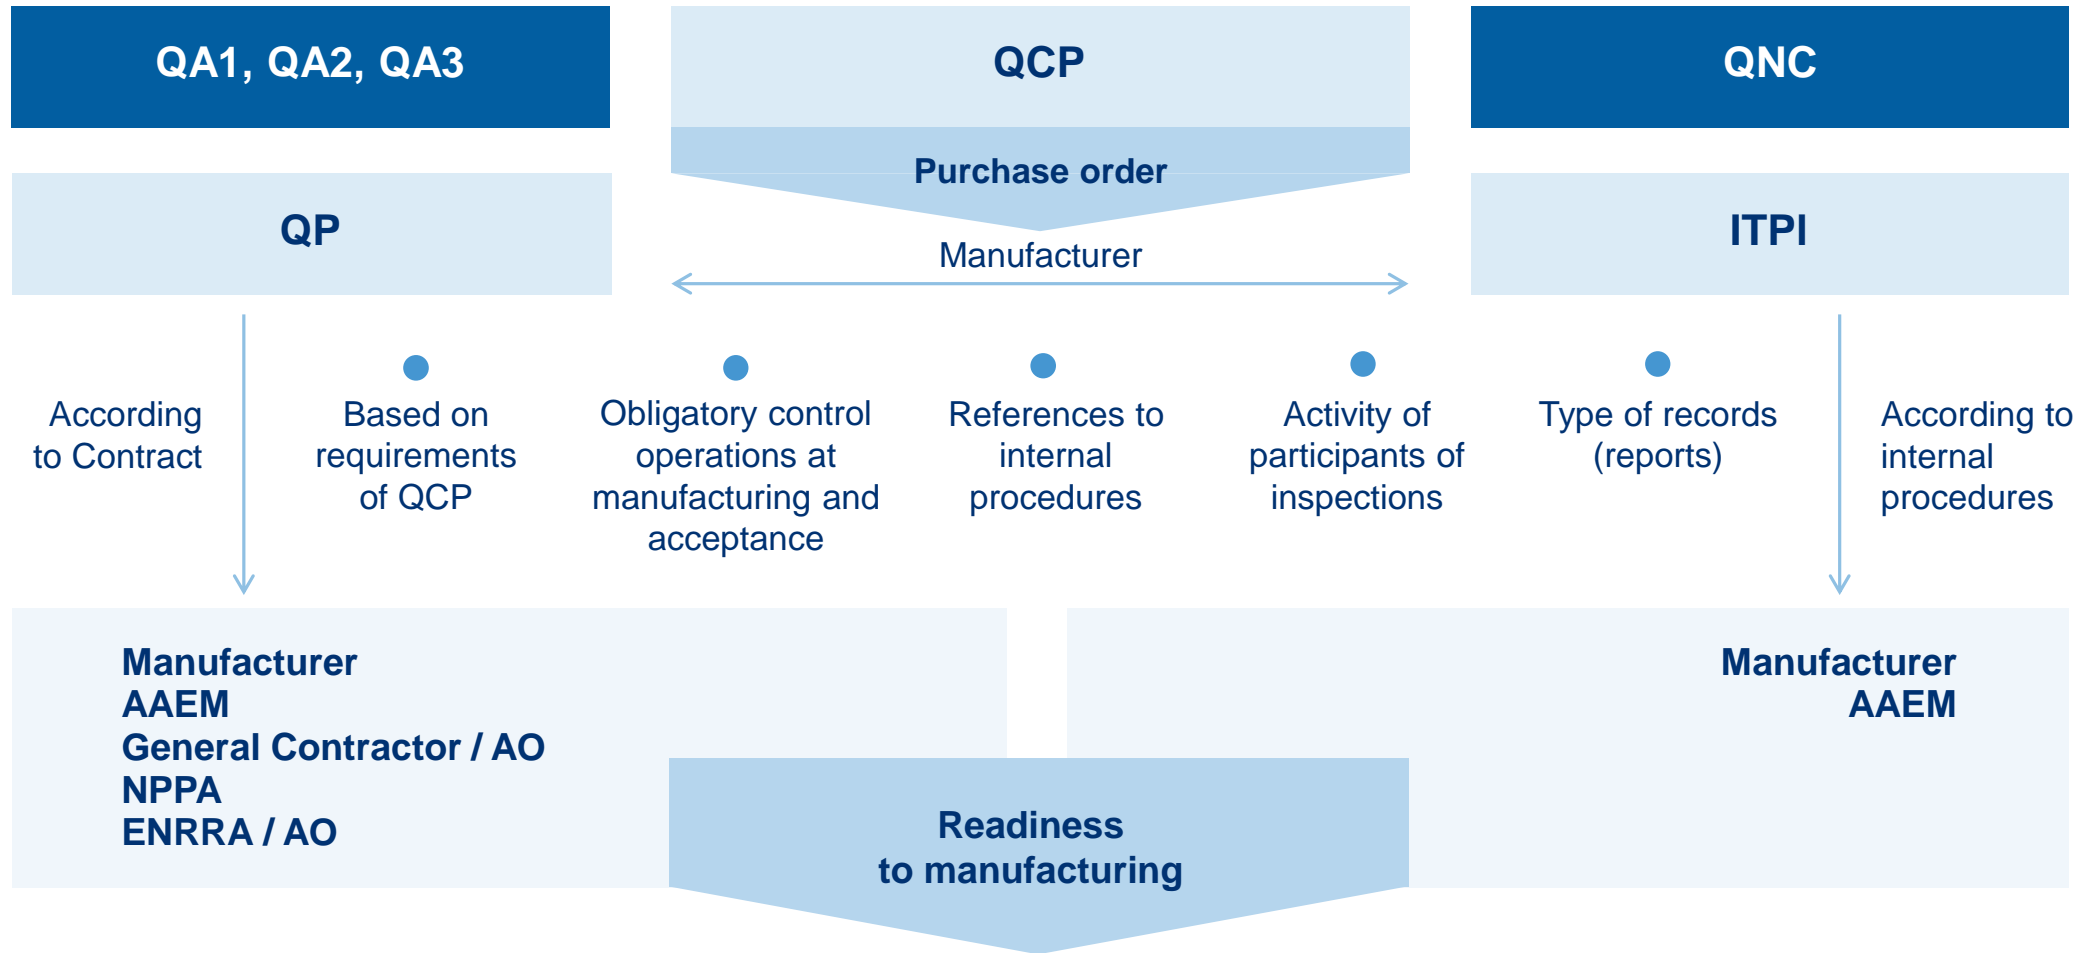 QA1, QA2, QA3
QCP
QNC
Purchase order
QP
ITPI
Manufacturer
According
to Contract
Based on
requirements
of QCP
Obligatory control
operations at
manufacturing and
acceptance
References to
internal
procedures
Activity of
participants of
inspections
Type of records
(reports)
According to
internal
procedures
Manufacturer
AAEM
General Contractor / AO
NPPA
ENRRA / AO
Manufacturer
AAEM
Readiness
to manufacturing